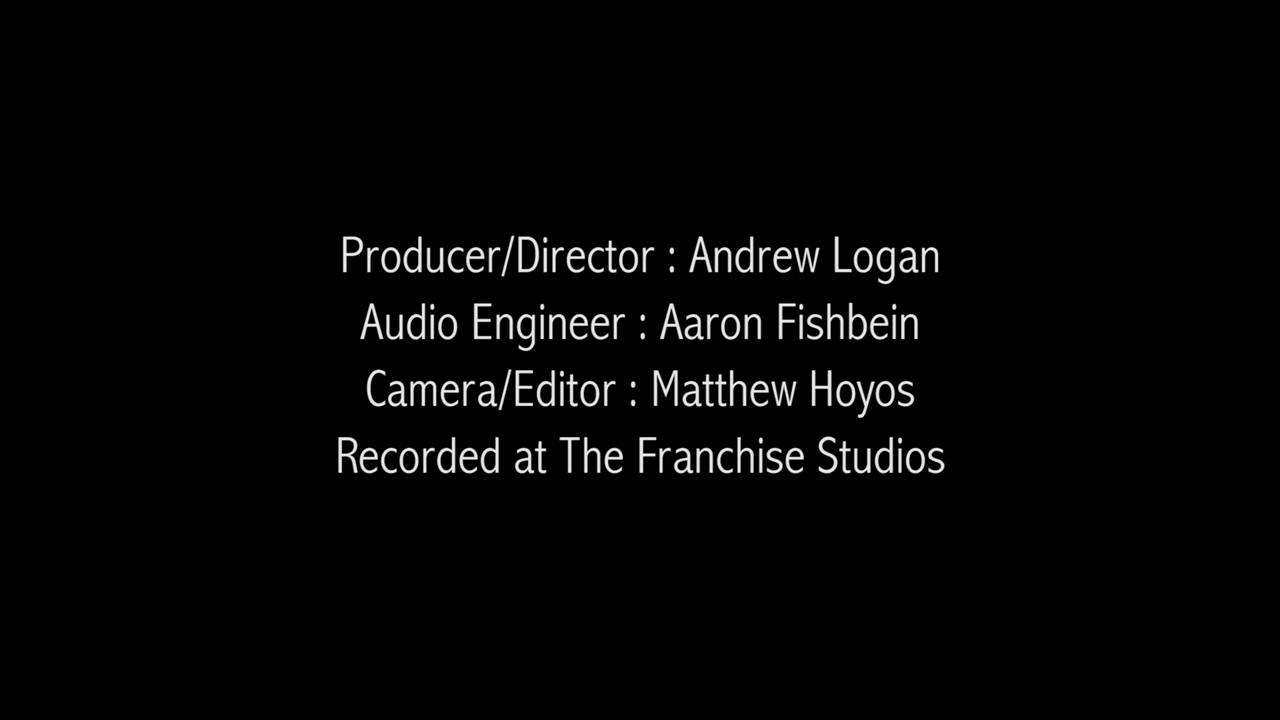 Producer/Director : Andrew Logan
Audio Engineer : Aaron Fishbein
Camera/Editor : Matthew Hoyos
Recorded at The Franchise Studios